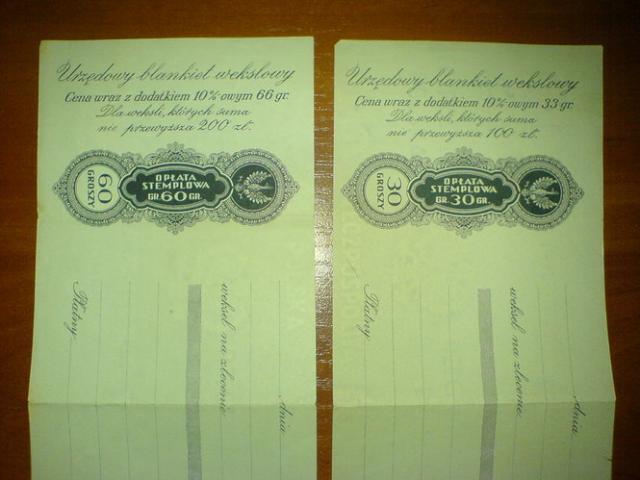 Urzędowy blankiet wekslowy
Cena wraz z dodatkiem 10%-owym 66 gr.
Dla weksli, których suma
nie przewyższa 200 zł.
60
GROSZY
OPŁATA
STEMPLOWA
GR. 60 GR.
Płatny
weksel na zlecenie
dnia
Urzędowy blankiet wekslowy
Cena wraz z dodatkiem 10%-owym 33 gr.
Dla weksli, których suma
nie przewyższa 100 zł.
30
GROSZY
OPŁATA
STEMPLOWA
GR. 30 GR.
Płatny
weksel na zlecenie
dnia